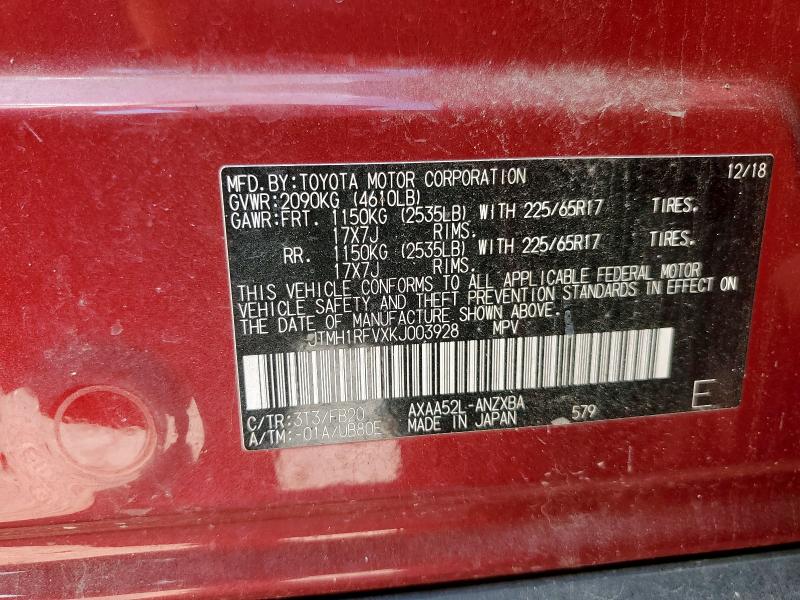 MFD.BY:TOYOTA MOTOR CORPORATION 12/18
GVWR:2090KG (4610LB)
GAWR:FRT. 1150KG (2535LB) WITH 225/65R17 TIRES.
17X7J RIMS.
RR. 1150KG (2535LB) WITH 225/65R17 TIRES.
17X7J RIMS.
THIS VEHICLE CONFORMS TO ALL APPLICABLE FEDERAL MOTOR
VEHICLE SAFETY AND THEFT PREVENTION STANDARDS IN EFFECT ON
THE DATE OF MANUFACTURE SHOWN ABOVE.
JTMH1RFVXKJ003928 MPV
C/TR:3T3/FB20 AXAA52L-ANZXBA
A/TM:-01A/UB80E MADE IN JAPAN 579 E